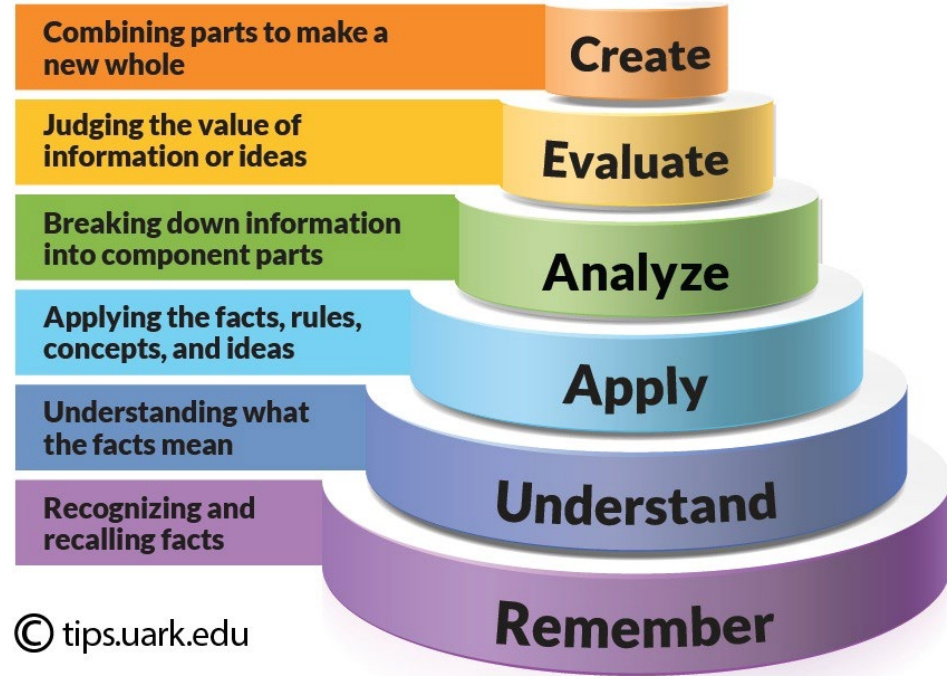 Combining parts to make a
new whole
Create
Judging the value of
information or ideas
Evaluate
Breaking down information
into component parts
Analyze
Applying the facts, rules,
concepts, and ideas
Apply
Understanding what
the facts mean
Understand
Recognizing and
recalling facts
Remember
© tips.uark.edu